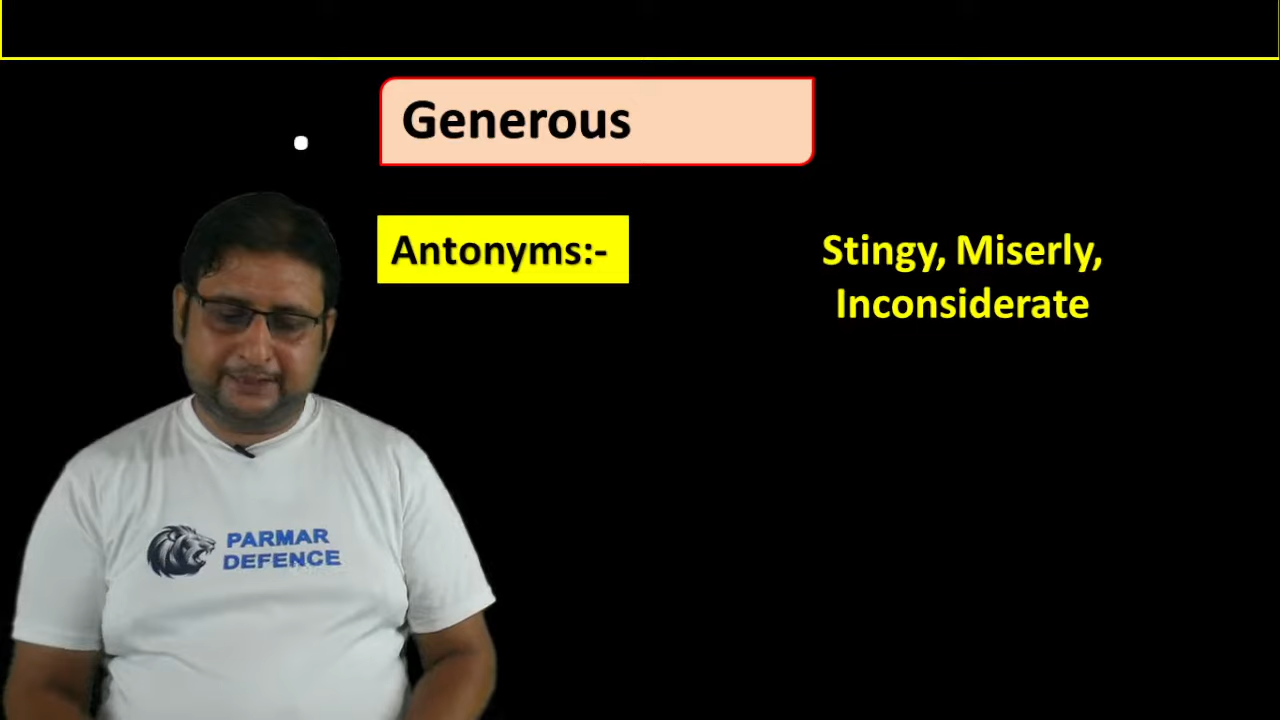 Generous
Antonyms:-
Stingy, Miserly,
Inconsiderate
PARMAR
DEFENCE